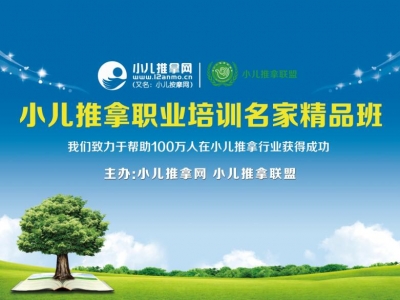 小儿推拿网
www.12anmo.cn
(又名:小儿按摩网)
小儿推拿联盟
小儿推拿职业培训名家精品班
我们致力于帮助100万人在小儿推拿行业获得成功
主办:小儿推拿网 小儿推拿联盟